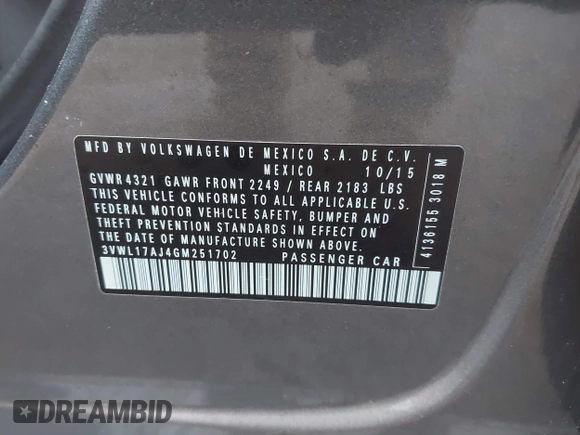 MFD BY VOLKSWAGEN DE MEXICO S.A. DE C.V.
MEXICO 10/15
GVWR 4321 GAWR FRONT 2249 / REAR 2183 LBS
THIS VEHICLE CONFORMS TO ALL APPLICABLE U.S.
FEDERAL MOTOR VEHICLE SAFETY, BUMPER AND
THEFT PREVENTION STANDARDS IN EFFECT ON THE
DATE OF MANUFACTURE SHOWN ABOVE.
3VWL17AJ4GM251702 PASSENGER CAR
4136155 3018 M
DREAMBID